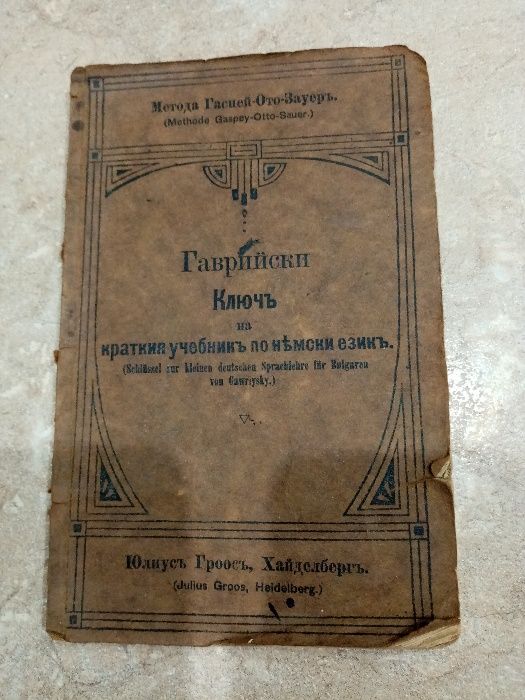 Метода Гаспей-Ото-Зауеръ.
(Methode Gaspey-Otto-Sauer.)
Гаврийски
Ключъ
на
краткия учебникъ по нѣмски език.
(Schlüssel zur kleinen deutschen Sprachlehre für Bulgaren
von Gawriysky.)
Юлиусъ Гроосъ, Хайделбергъ.
(Julius Groos, Heidelberg.)